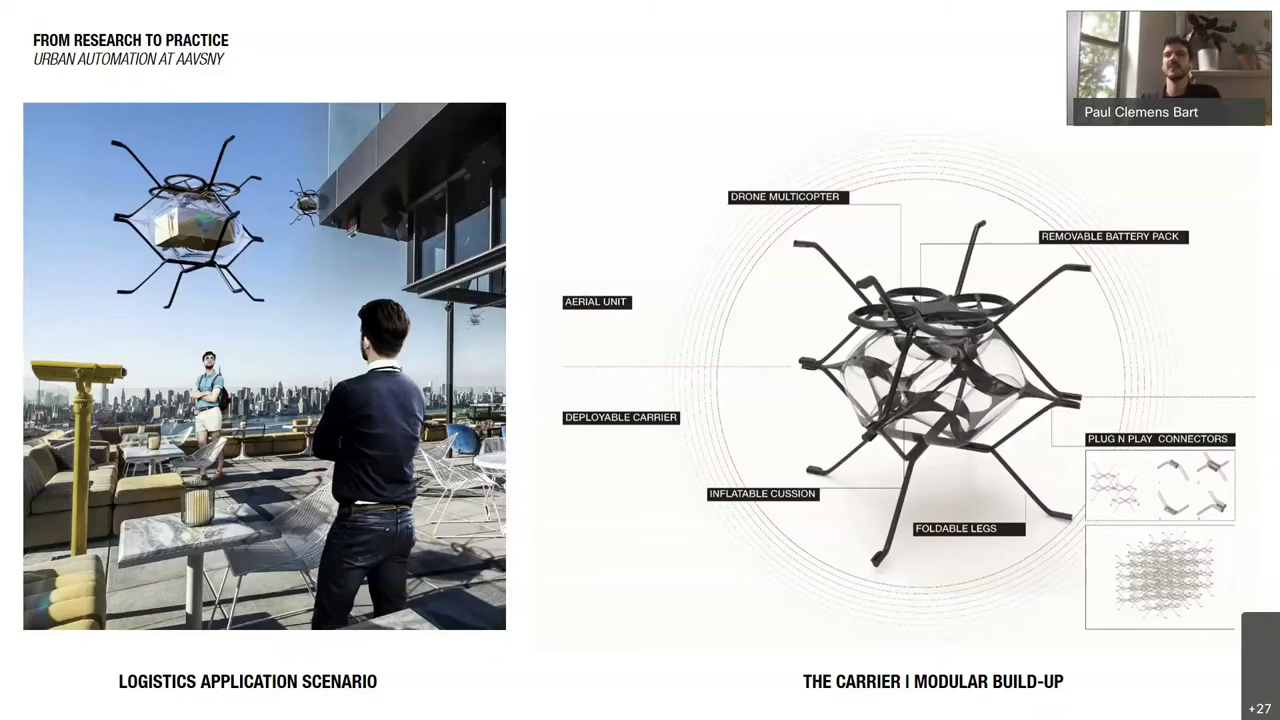 FROM RESEARCH TO PRACTICE
URBAN AUTOMATION AT AAVSNY
Paul Clemens Bart
DRONE MULTICOPTER
REMOVABLE BATTERY PACK
AERIAL UNIT
DEPLOYABLE CARRIER
PLUG N PLAY CONNECTORS
INFLATABLE CUSSION
FOLDABLE LEGS
LOGISTICS APPLICATION SCENARIO
THE CARRIER | MODULAR BUILD-UP
+27